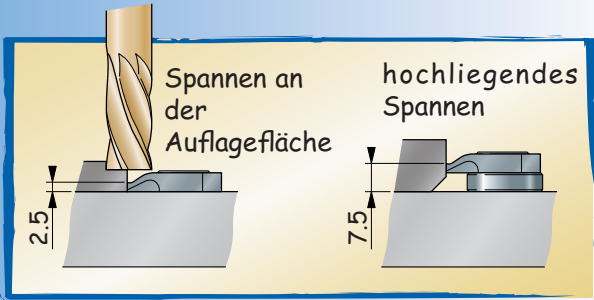 Spannen an
der
Auflagefläche
hochliegendes
Spannen
2.5
7.5